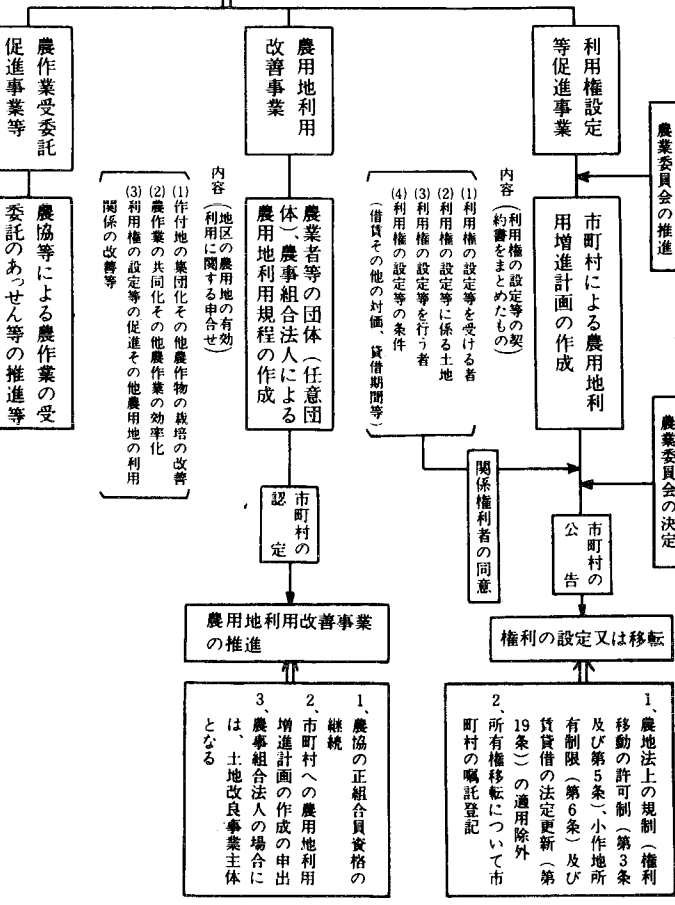 利用権設定
等促進事業
農業委員会の推進
市町村による農用地利
用増進計画の作成
内容
(利用権の設定等の契
約書をまとめたもの)
(1)利用権の設定等を受ける者
(2)利用権の設定等に係る土地
(3)利用権の設定等を行う者
(4)利用権の設定等の条件
(借賃その他の対価、貸借期間等)
農業委員会の決定
関係権利者の同意
市町村の
公告
権利の設定又は移転
1、農地法上の規制(権利
移動の許可制(第3条
及び第5条)、小作地所
有制限(第6条)及び
賃貸借の法定更新(第
19条))の適用除外
2、所有権移転について市
町村の嘱託登記
農用地利用
改善事業
農業者等の団体(任意団
体)、農事組合法人による
農用地利用規程の作成
内容
(地区の農用地の有効
利用に関する申合せ)
(1)作付地の集団化その他農作物の栽培の改善
(2)農作業の共同化その他農作業の効率化
(3)利用権の設定等の促進その他農用地の利用
関係の改善等
市町村の
認定
農用地利用改善事業
の推進
1、農協の正組合員資格の
継続
2、市町村への農用地利用
増進計画の作成の申出
3、農事組合法人の場合に
は、土地改良事業主体
となる
農作業受委託
促進事業等
農協等による農作業の受
委託のあっせん等の推進等